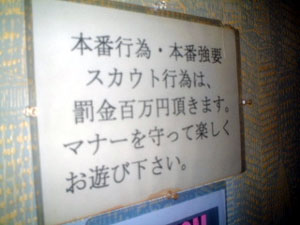 本番行為・本番強要
スカウト行為は、
罰金百万円頂きます。
マナーを守って楽しく
お遊び下さい。